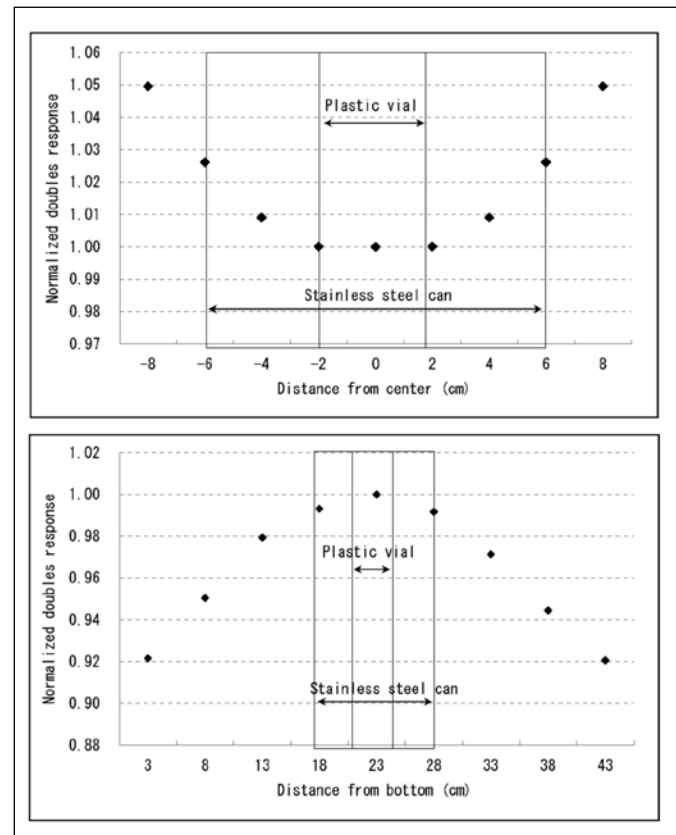 1.06
1.05
1.04
1.03
1.02
1.01
1.00
0.99
0.98
0.97
Normalized doubles response
Plastic vial
Stainless steel can
-8 -6 -4 -2 0 2 4 6 8
Distance from center (cm)
1.02
1.00
0.98
0.96
0.94
0.92
0.90
0.88
Normalized doubles response
Plastic vial
Stainless steel can
3 8 13 18 23 28 33 38 43
Distance from bottom (cm)